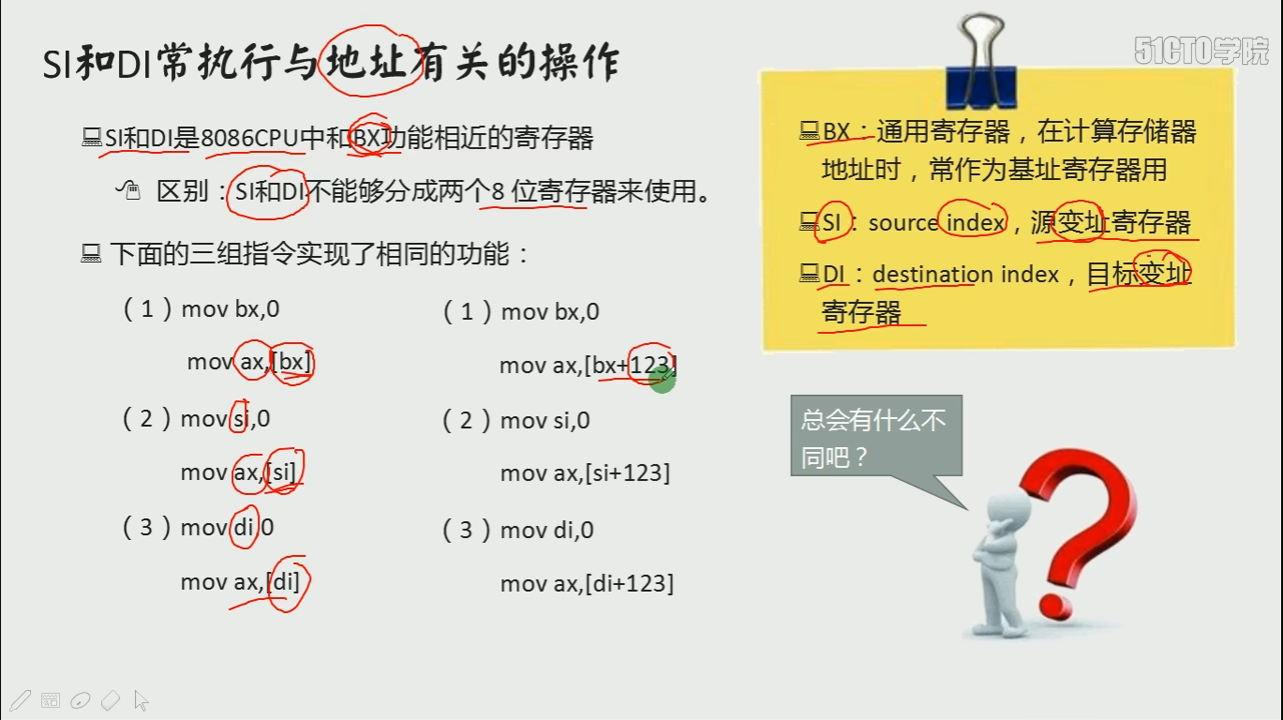 SI和DI常执行与地址有关的操作
SI和DI是8086CPU中和BX功能相近的寄存器
区别：SI和DI不能够分成两个8 位寄存器来使用。
下面的三组指令实现了相同的功能：
（1）mov bx,0
mov ax,[bx]
（2）mov si,0
mov ax,[si]
（3）mov di,0
mov ax,[di]
（1）mov bx,0
mov ax,[bx+123]
（2）mov si,0
mov ax,[si+123]
（3）mov di,0
mov ax,[di+123]
51CTO学院
BX：通用寄存器，在计算存储器
地址时，常作为基址寄存器用
SI：source index，源变址寄存器
DI：destination index，目标变址
寄存器
总会有什么不
同吧？